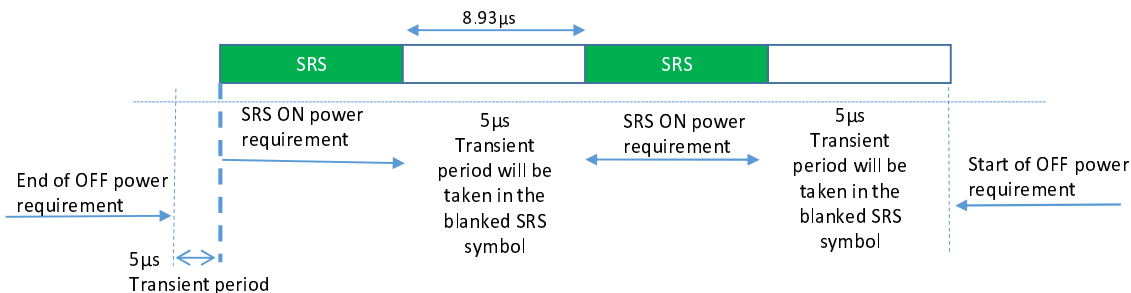 8.93µs
SRS
SRS
SRS ON power
requirement
5µs
Transient
period will be
taken in the
blanked SRS
symbol
SRS ON power
requirement
5µs
Transient
period will be
taken in the
blanked SRS
symbol
End of OFF power
requirement
Start of OFF power
requirement
5µs
Transient period